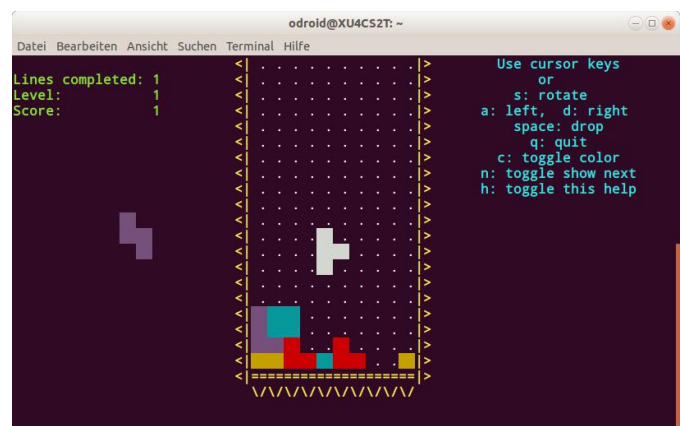 odroid@XU4CS2T: ~
Datei Bearbeiten Ansicht Suchen Terminal Hilfe
<| . . . . . . . . . .|> Use cursor keys
Lines completed: 1 <| . . . . . . . . . .|> or
Level: 1 <| . . . . . . . . . .|> s: rotate
Score: 1 <| . . . . . . . . . .|> a: left, d: right
<| . . . . . . . . . .|> space: drop
<| . . . . . . . . . .|> q: quit
<| . . . . . . . . . .|> c: toggle color
<| . . . . . . . . . .|> n: toggle show next
<| . . . . . . . . . .|> h: toggle this help
<| . . . . . . . . . .|>
<| . . . . . . . . . .|>
<| . . . .   . . . . .|>
<| . . . .     . . . .|>
<| . . . .   . . . . .|>
<| . . . . . . . . . .|>
<| . . . . . . . . . .|>
<|       . . . . . . .|>
<|       . . . . . . .|>
<|       . .   . . . .|>
<|               . .  |>
<|====================|>
\/\/\/\/\/\/\/\/\/\/